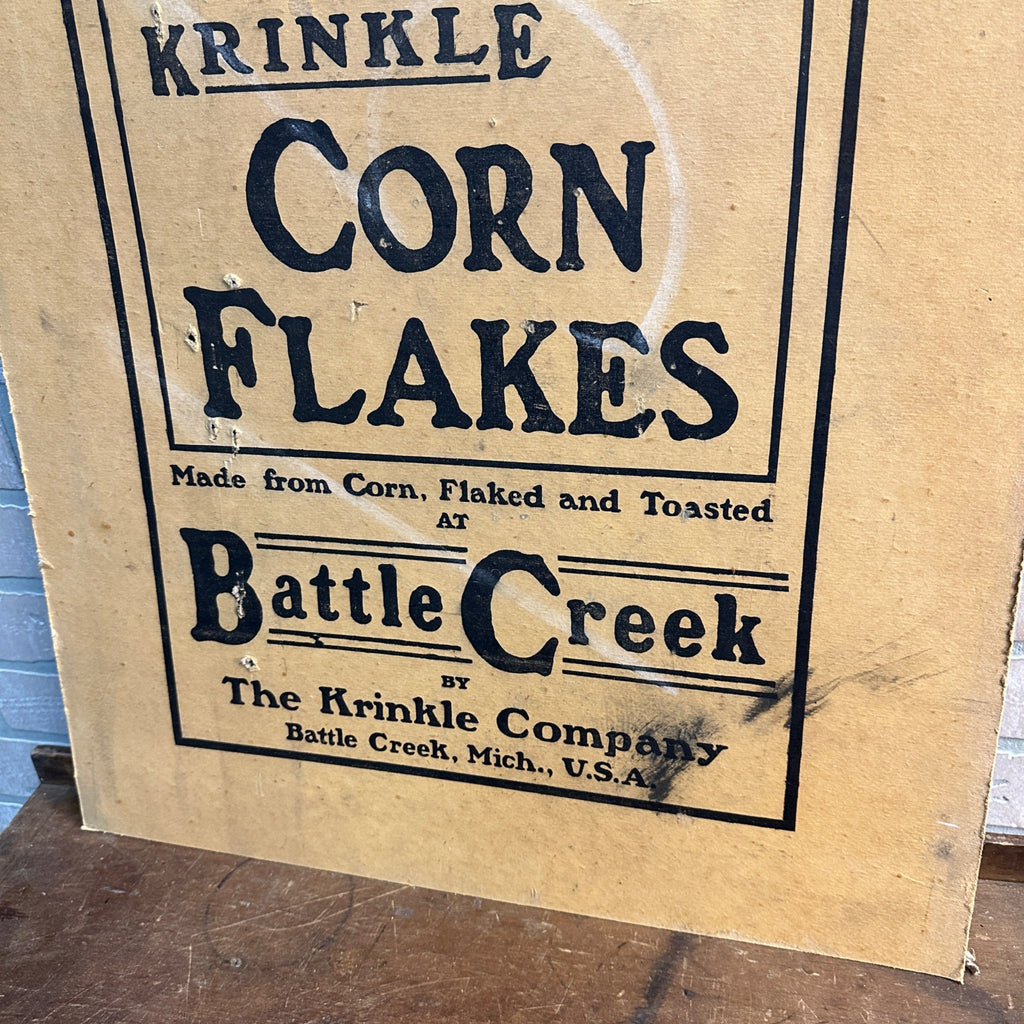 KRINKLE
CORN
FLAKES
Made from Corn, Flaked and Toasted
AT
Battle Creek
BY
The Krinkle Company
Battle Creek, Mich., U.S.A.